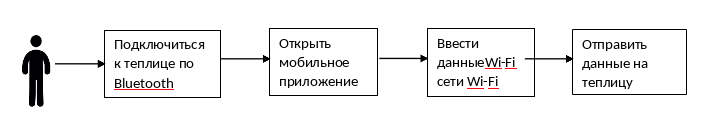 Подключиться
к теплице по
Bluetooth
Открыть
мобильное
приложение
Ввести
данныеWi-Fi
сети Wi-Fi
Отправить
данные на
теплицу